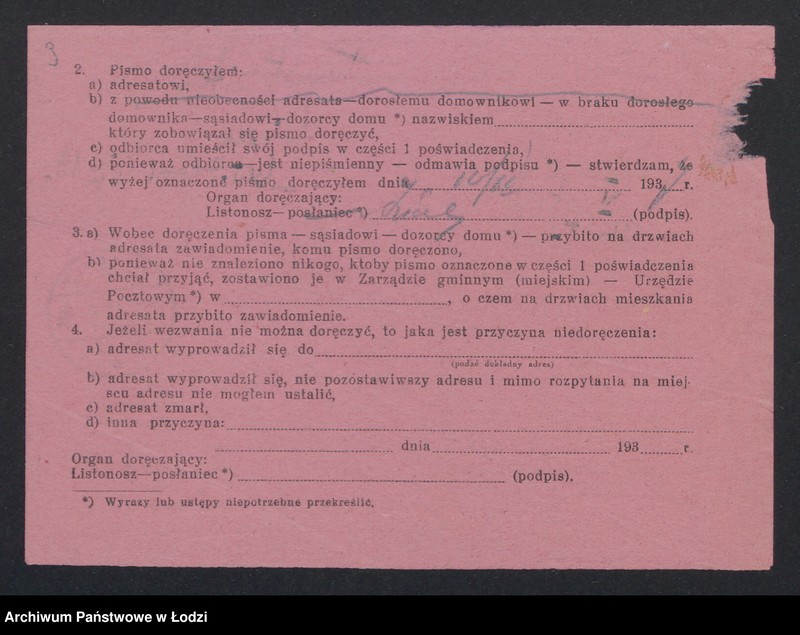 3
2. Pismo doręczyłem:
a) adresatowi,
b) z powodu nieobecności adresata—dorosłemu domownikowi — w braku dorosłego
domownika—sąsiadowi—dozorcy domu *) nazwiskiem
który zobowiązał się pismo doręczyć,
c) odbiorca umieścił swój podpis w części 1 poświadczenia,
d) ponieważ odbiorca—jest niepiśmienny — odmawia podpisu *) — stwierdzam, że
wyżej oznaczone pismo doręczyłem dnia 193 r.
Organ doręczający:
Listonosz—posłaniec *) (podpis).
3. a) Wobec doręczenia pisma — sąsiadowi — dozorcy domu *) — przybito na drzwiach
adresata zawiadomienie, komu pismo doręczono,
b) ponieważ nie znaleziono nikogo, ktoby pismo oznaczone w części 1 poświadczenia
chciał przyjąć, zostawiono je w Zarządzie gminnym (miejskim) — Urzędzie
Pocztowym *) w , o czem na drzwiach mieszkania
adresata przybito zawiadomienie.
4. Jeżeli wezwania nie można doręczyć, to jaka jest przyczyna niedoręczenia:
a) adresat wyprowadził się do
(podać dokładny adres)
b) adresat wyprowadził się, nie pozostawiwszy adresu i mimo rozpytania na miej-
scu adresu nie mogłem ustalić,
c) adresat zmarł,
d) inna przyczyna:
dnia 193 r.
Organ doręczający:
Listonosz—posłaniec *) (podpis).
*) Wyrazy lub ustępy niepotrzebne przekreślić.
Archiwum Państwowe w Łodzi